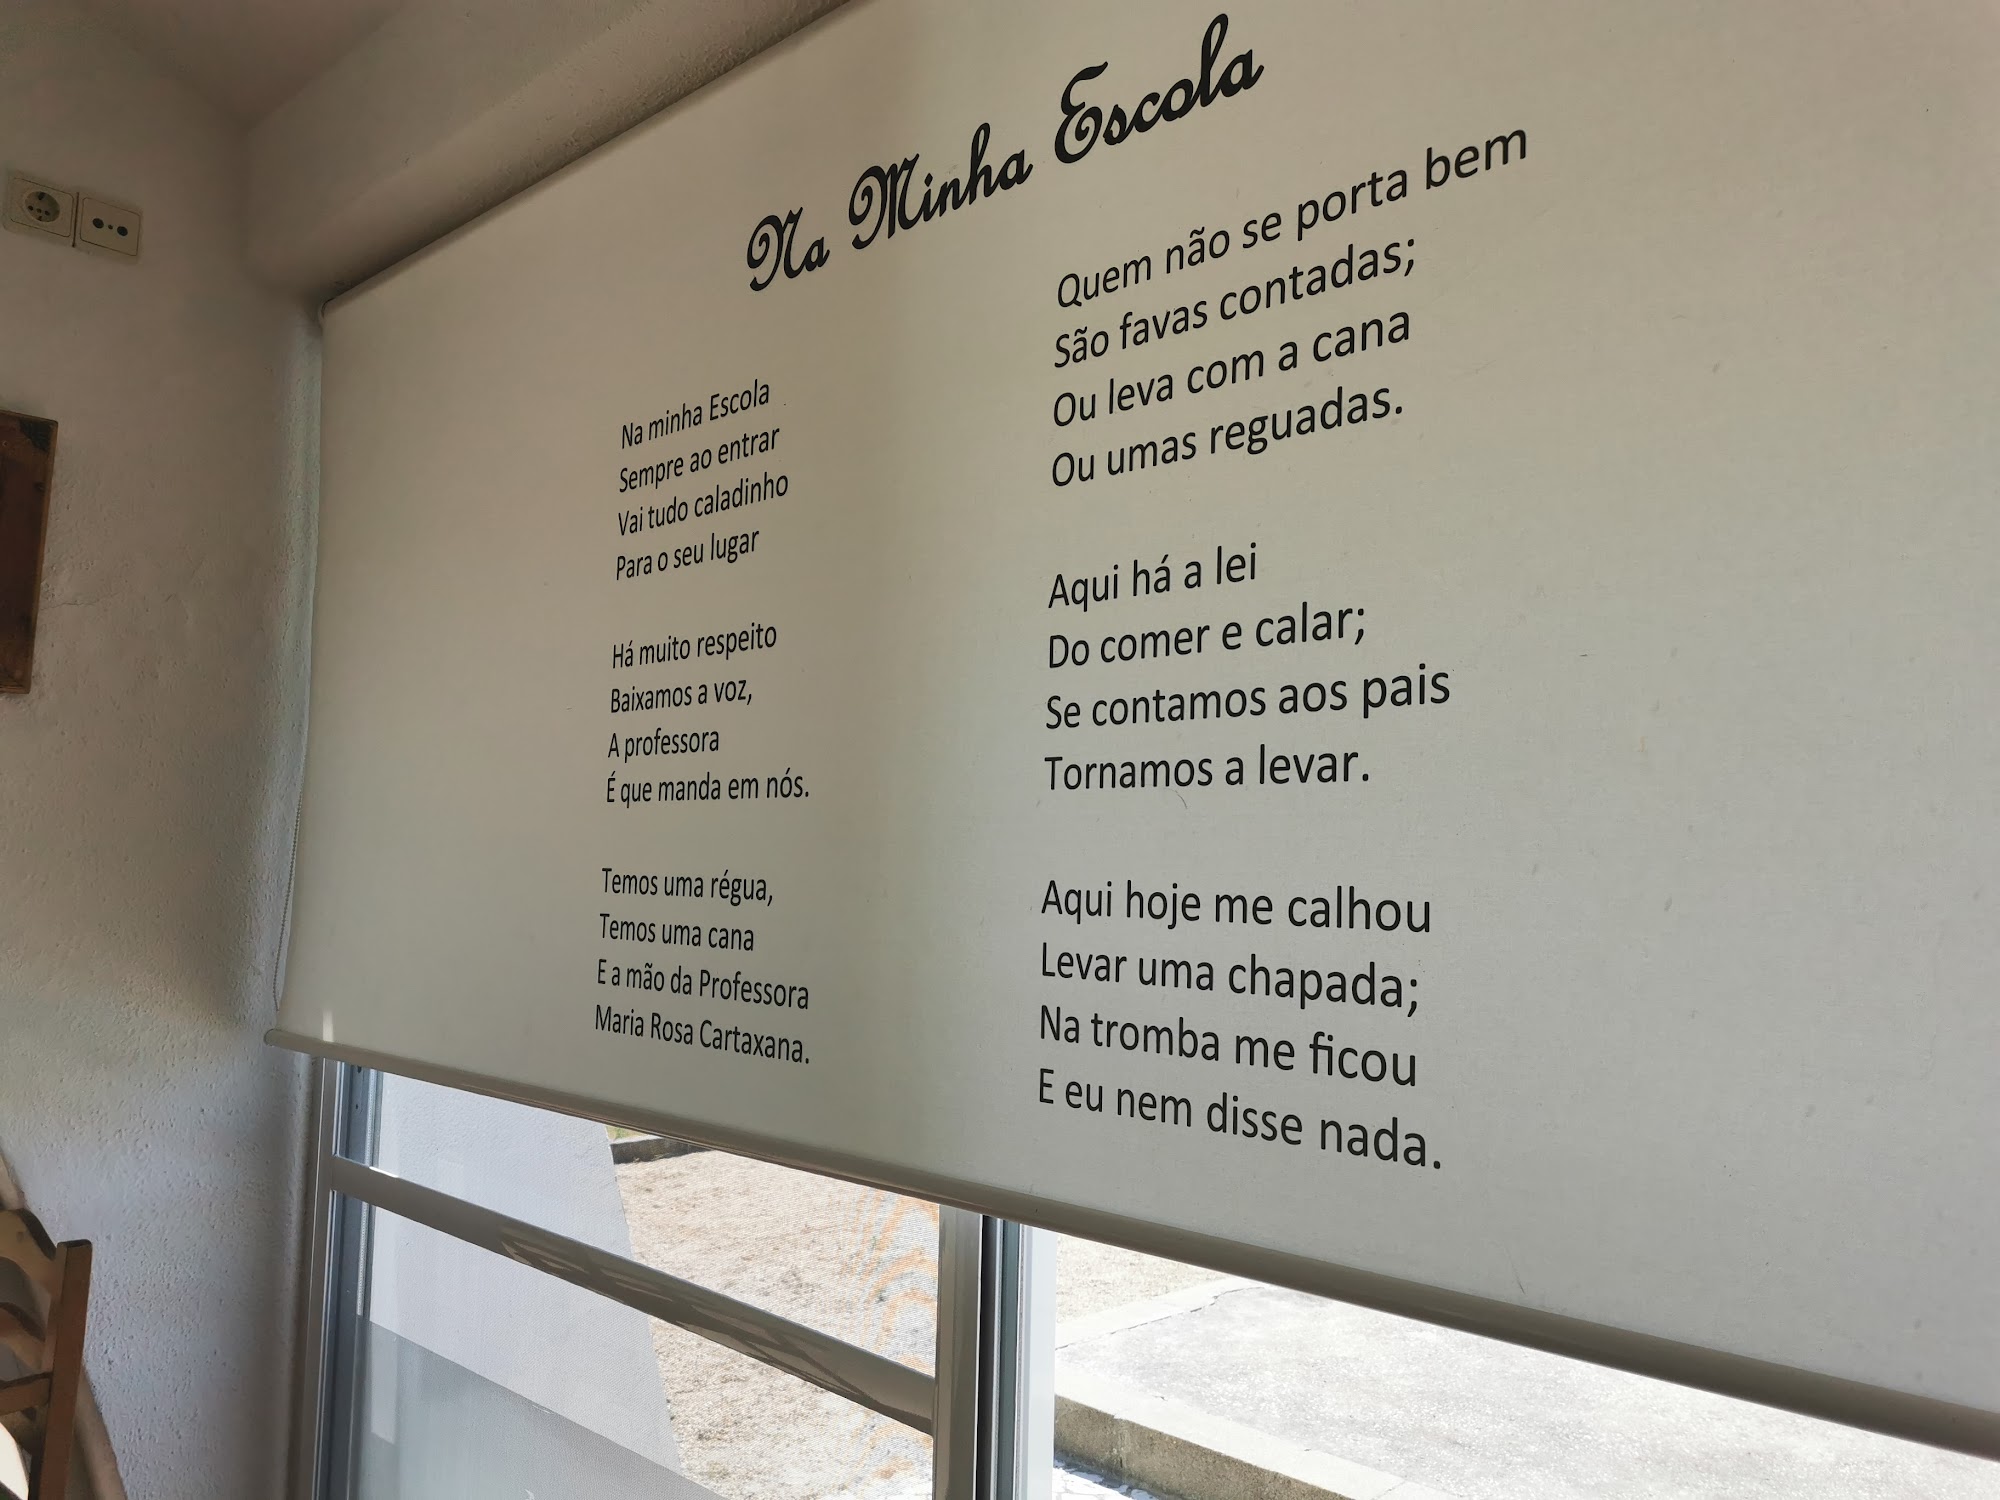 Na Minha Escola
Na minha Escola
Sempre ao entrar
Vai tudo caladinho
Para o seu lugar
Há muito respeito
Baixamos a voz,
A professora
É que manda em nós.
Temos uma régua,
Temos uma cana
E a mão da Professora
Maria Rosa Cartaxana.
Quem não se porta bem
São favas contadas;
Ou leva com a cana
Ou umas reguadas.
Aqui há a lei
Do comer e calar;
Se contamos aos pais
Tornamos a levar.
Aqui hoje me calhou
Levar uma chapada;
Na tromba me ficou
E eu nem disse nada.